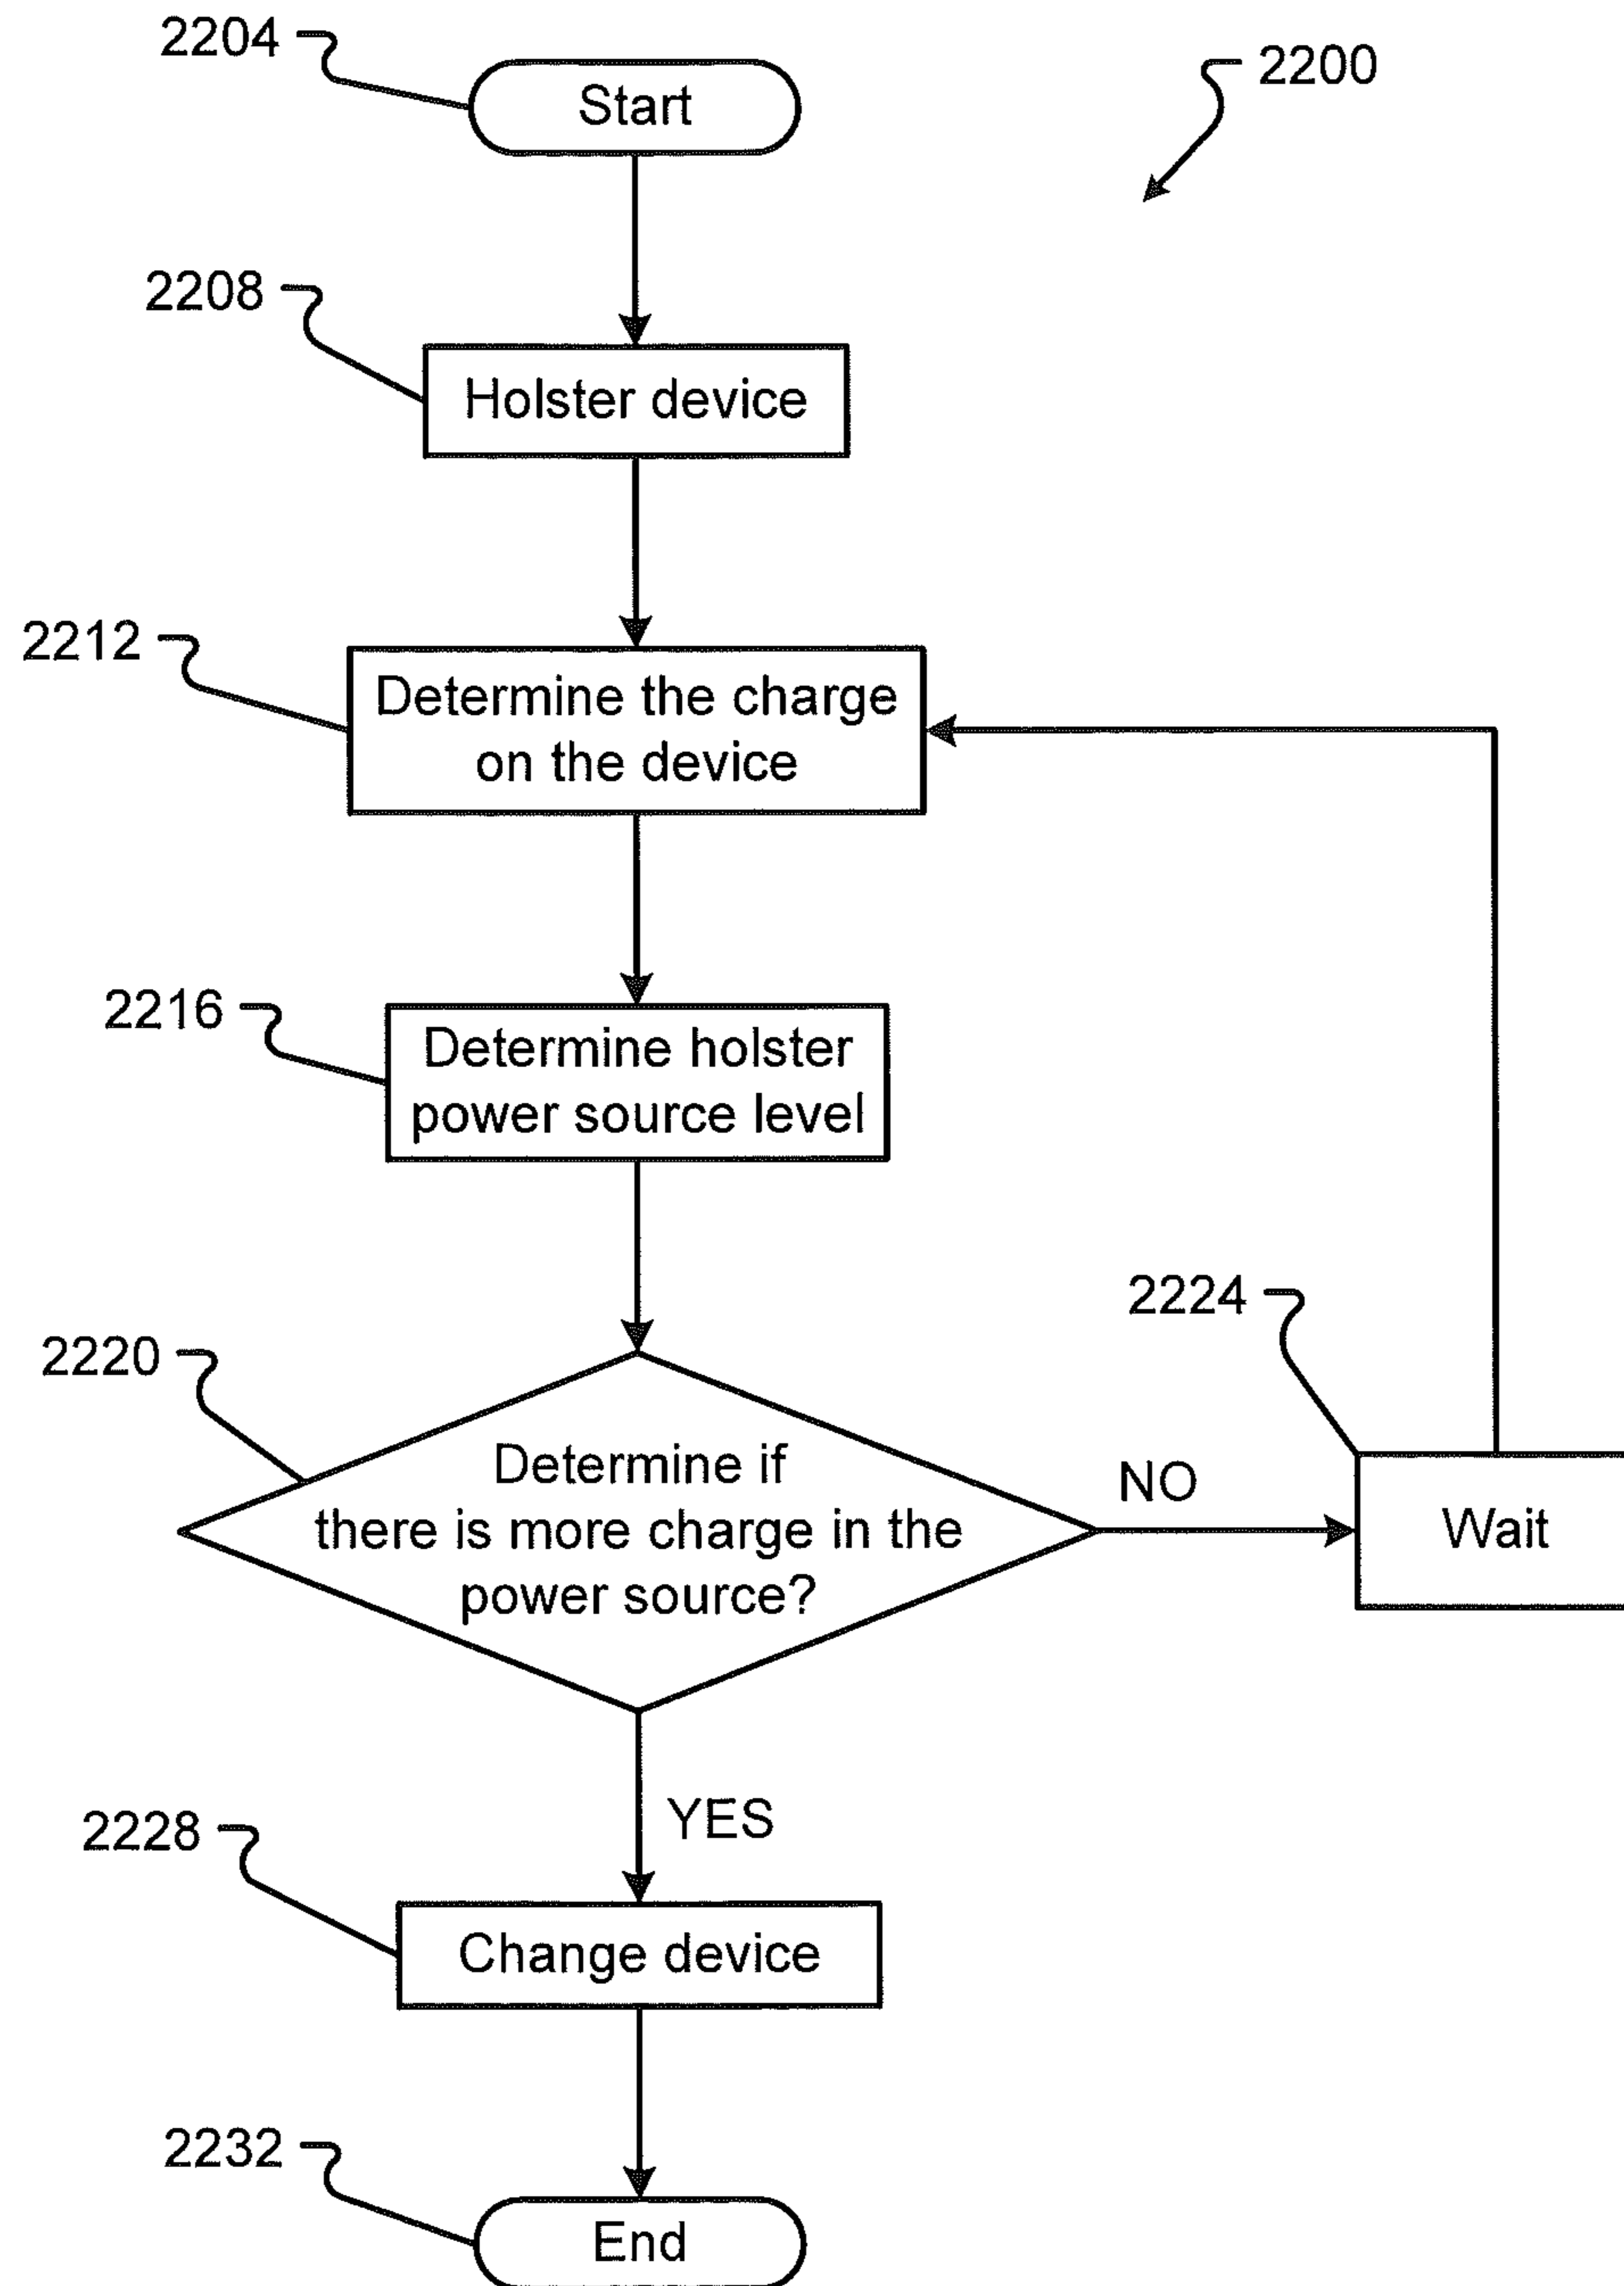 2204
Start
2200
2208
Holster device
2212
Determine the charge
on the device
2216
Determine holster
power source level
2220
Determine if
there is more charge in the
power source?
NO
2224
Wait
YES
2228
Change device
2232
End